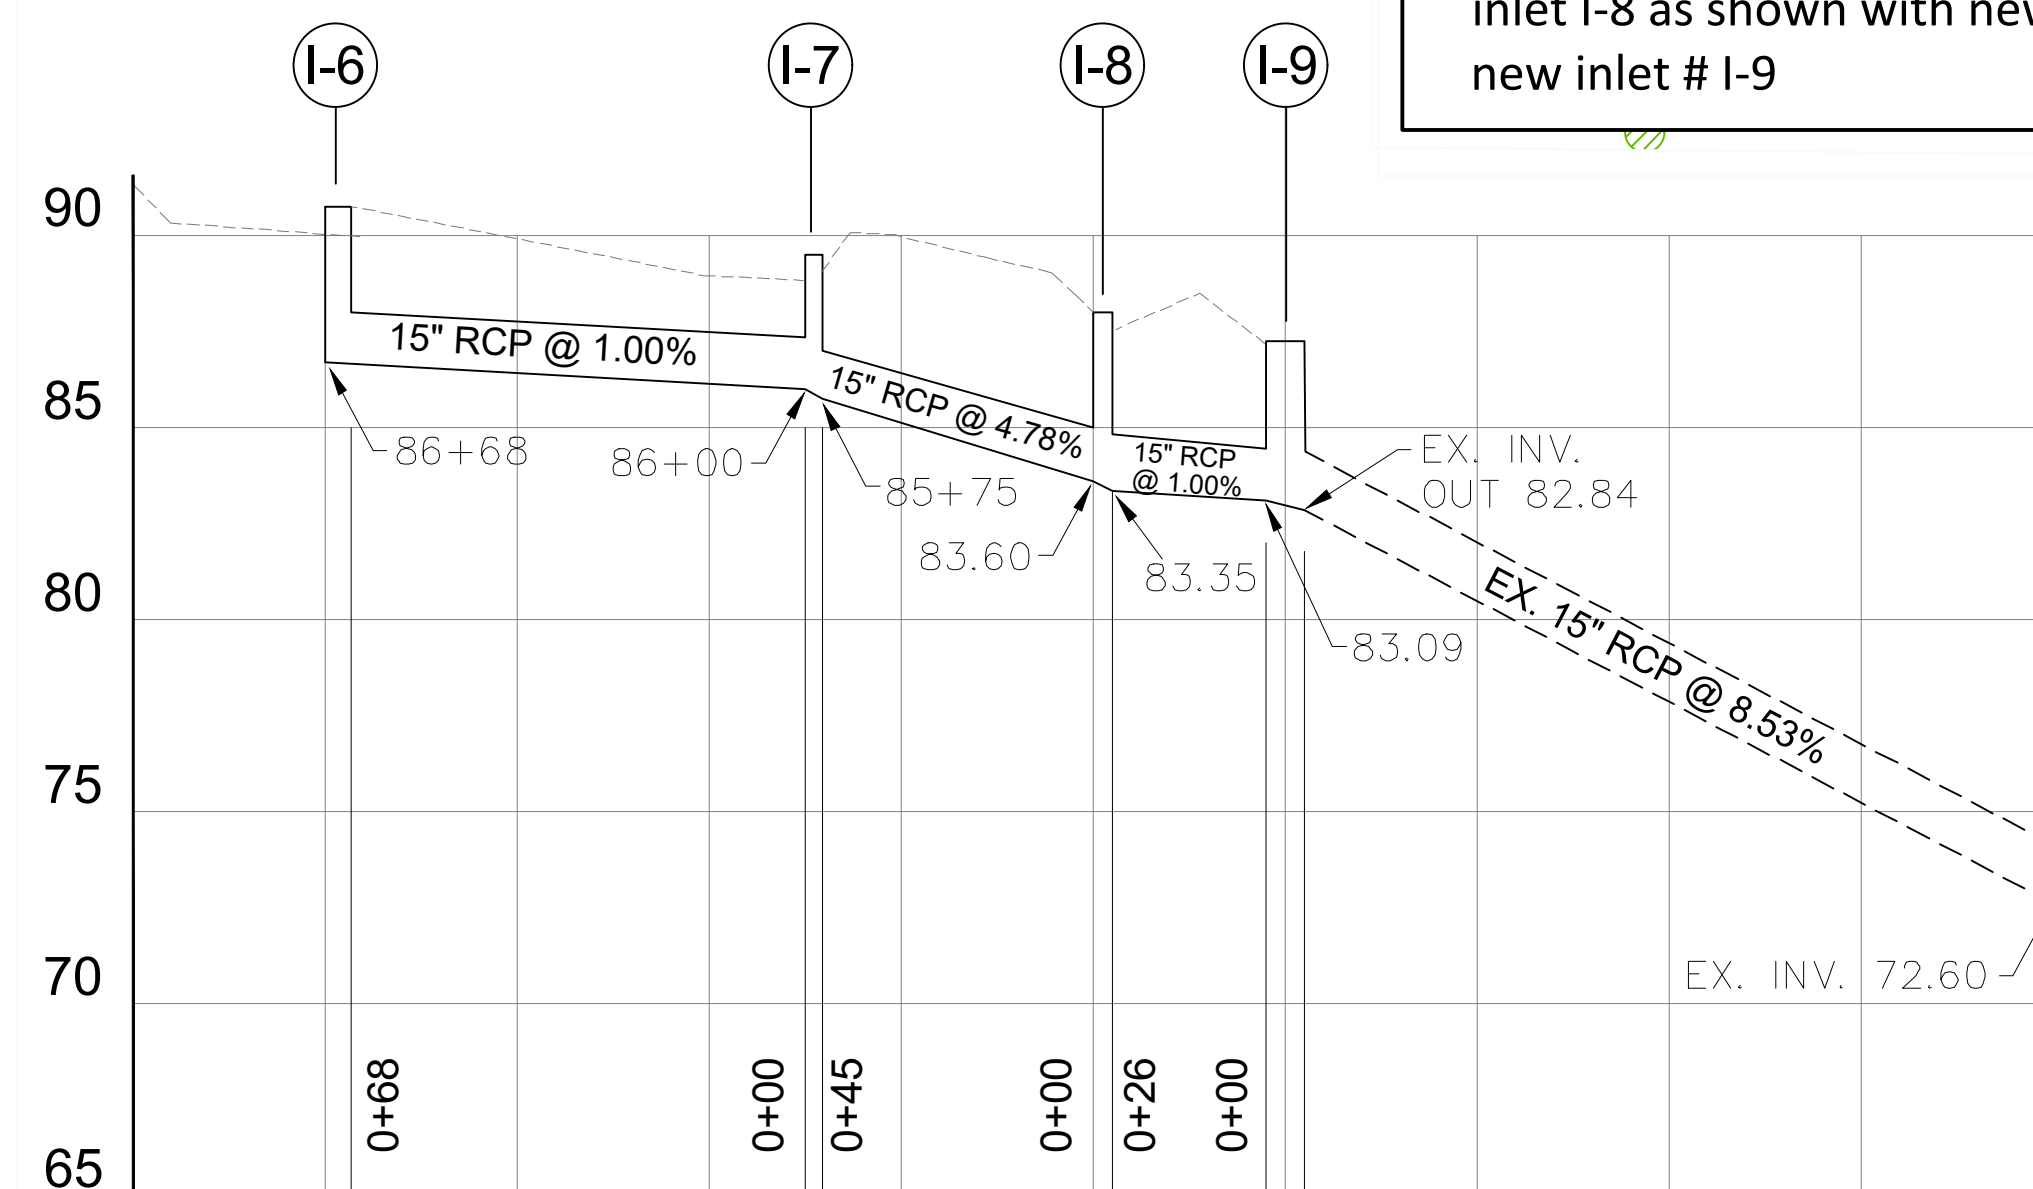 inlet I-8 as shown with new
new inlet # I-9
I-6
I-7
I-8
I-9
90
85
80
75
70
65
15" RCP @ 1.00%
15" RCP @ 4.78%
15" RCP
@ 1.00%
86+68
86+00
85+75
83.60
83.35
EX. INV.
OUT 82.84
83.09
EX. 15" RCP @ 8.53%
EX. INV. 72.60
0+68
0+00
0+45
0+00
0+26
0+00